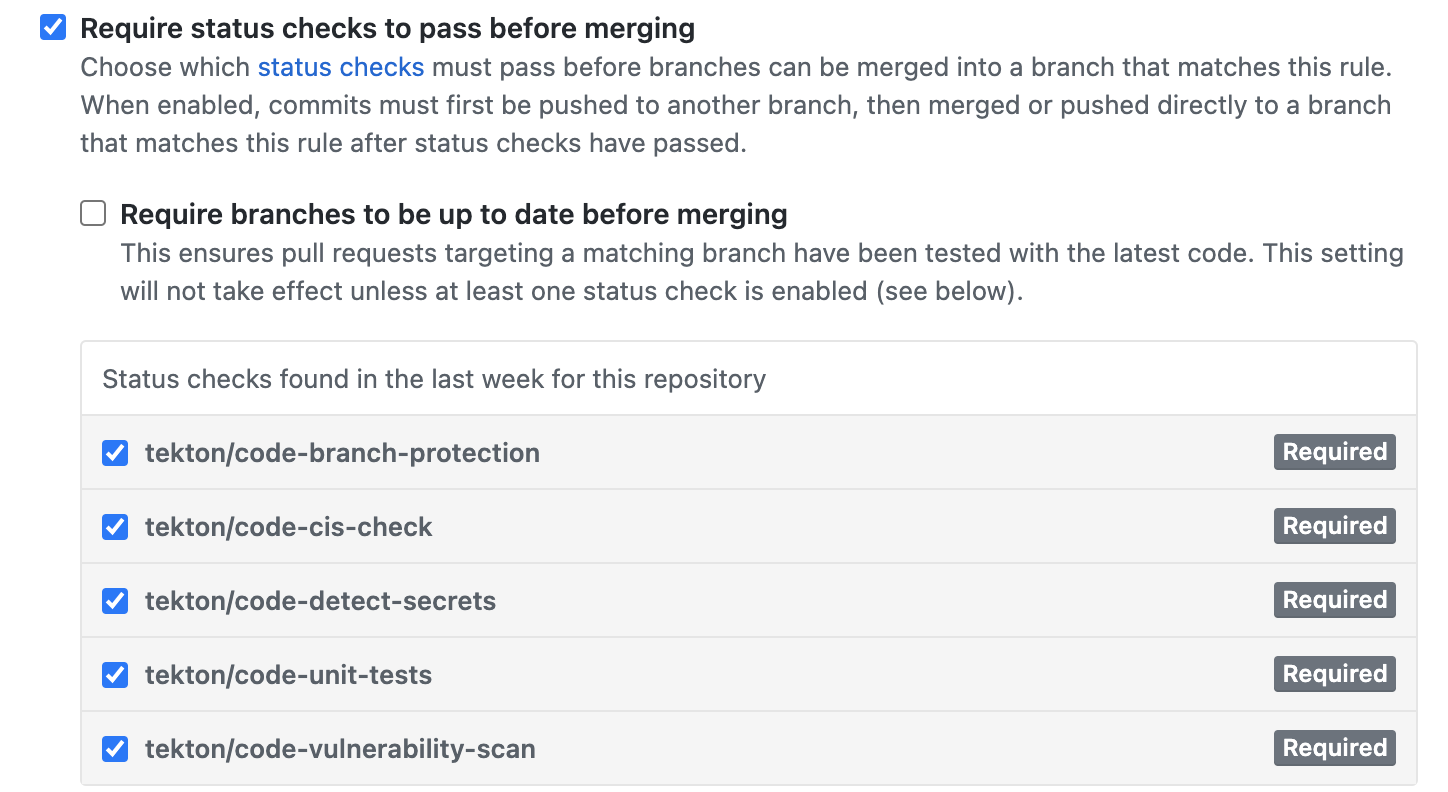 Require status checks to pass before merging
Choose which status checks must pass before branches can be merged into a branch that matches this rule.
When enabled, commits must first be pushed to another branch, then merged or pushed directly to a branch
that matches this rule after status checks have passed.
Require branches to be up to date before merging
This ensures pull requests targeting a matching branch have been tested with the latest code. This setting
will not take effect unless at least one status check is enabled (see below).
Status checks found in the last week for this repository
tekton/code-branch-protection Required
tekton/code-cis-check Required
tekton/code-detect-secrets Required
tekton/code-unit-tests Required
tekton/code-vulnerability-scan Required